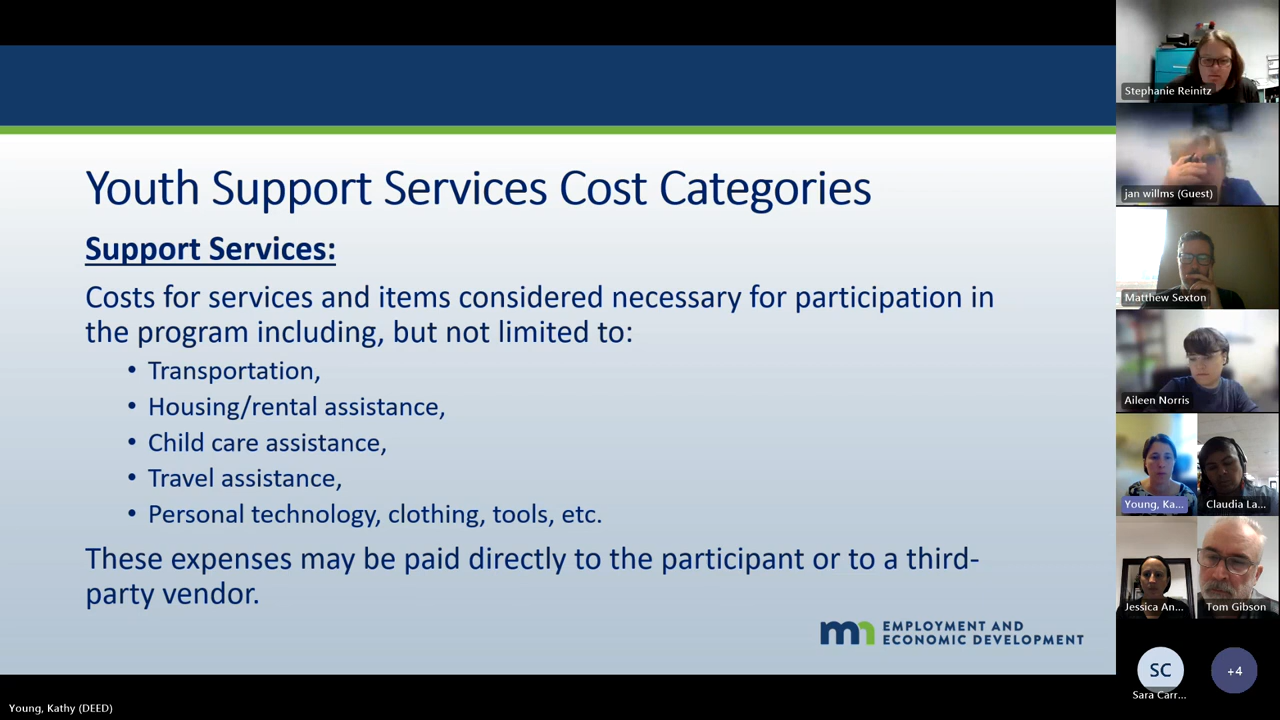 Youth Support Services Cost Categories
Support Services:
Costs for services and items considered necessary for participation in
the program including, but not limited to:
• Transportation,
• Housing/rental assistance,
• Child care assistance,
• Travel assistance,
• Personal technology, clothing, tools, etc.
These expenses may be paid directly to the participant or to a third-
party vendor.
mn EMPLOYMENT AND
ECONOMIC DEVELOPMENT
Young, Kathy (DEED)
Stephanie Reinitz
jan willms (Guest)
Matthew Sexton
Aileen Norris
Young, Ka...
Claudia La...
Jessica An...
Tom Gibson
SC
Sara Carr...
+4